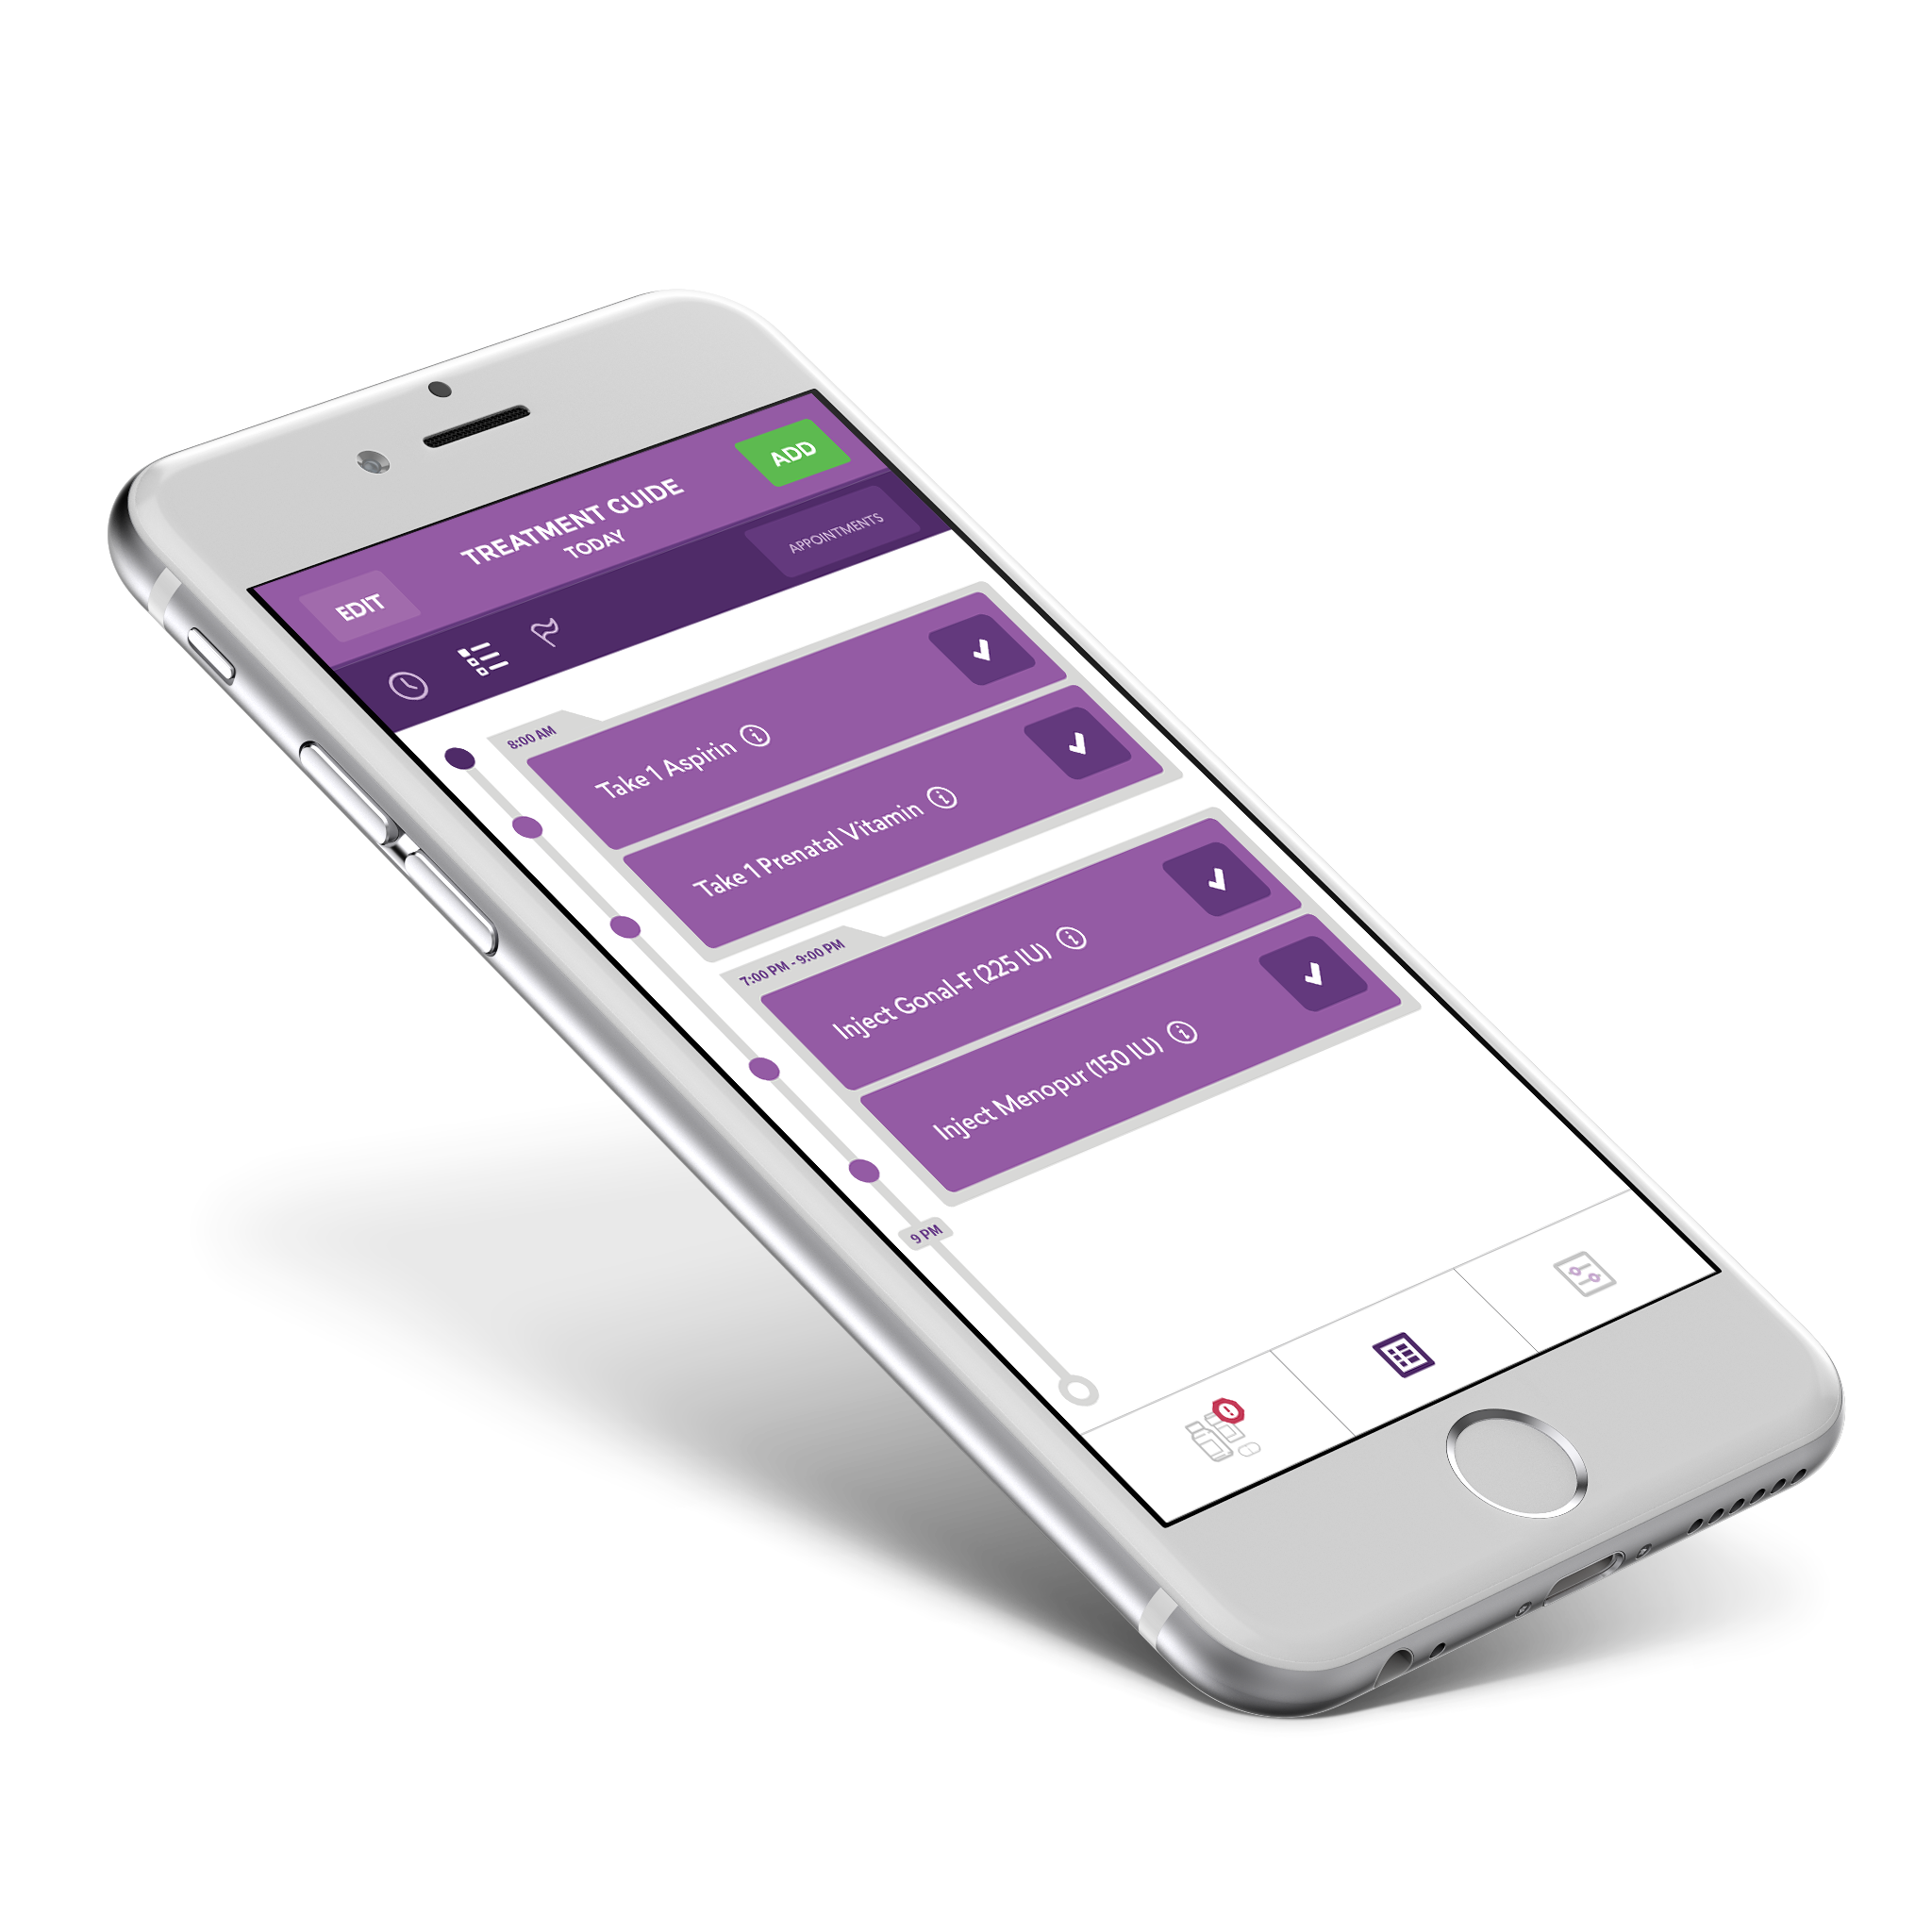 EDIT
TREATMENT GUIDE
TODAY
ADD
APPOINTMENTS
8:00 AM
Take 1 Aspirin
Take 1 Prenatal Vitamin
7:00 PM - 9:00 PM
Inject Gonal-F (225 IU)
Inject Menopur (150 IU)
9 PM